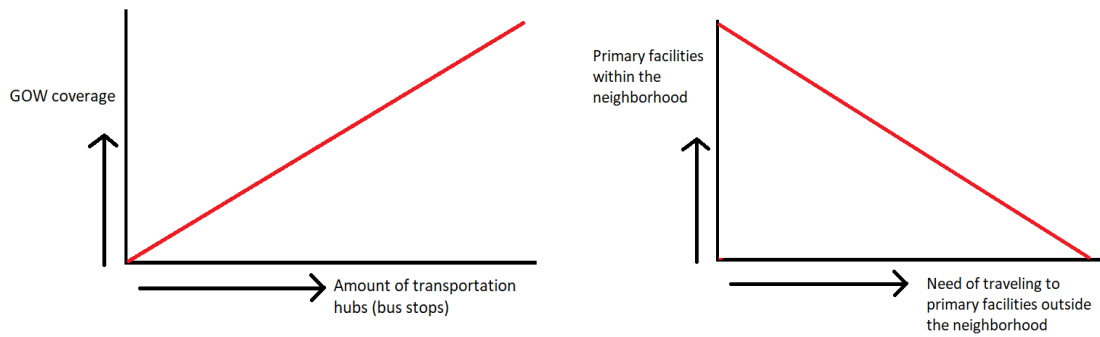 GOW coverage
Amount of transportation
hubs (bus stops)
Primary facilities
within the
neighborhood
Need of traveling to
primary facilities outside
the neighborhood